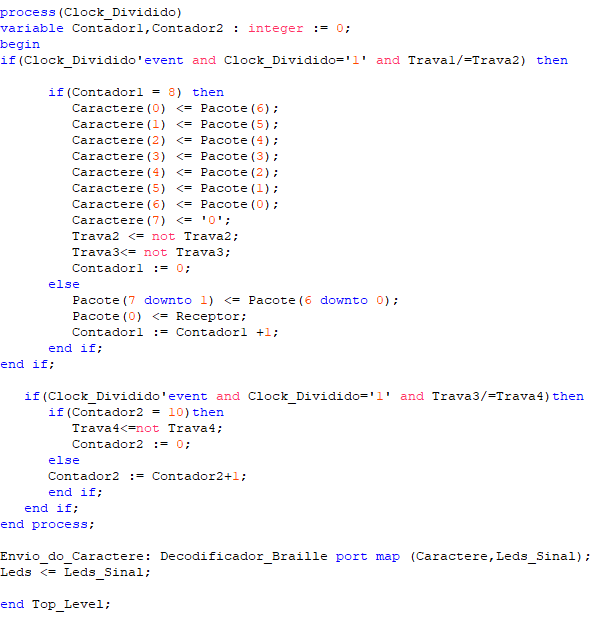 process(Clock_Dividido)
variable Contador1,Contador2 : integer := 0;
begin
if(Clock_Dividido'event and Clock_Dividido='1' and Trava1/=Trava2) then
if(Contador1 = 8) then
Caractere(0) <= Pacote(6);
Caractere(1) <= Pacote(5);
Caractere(2) <= Pacote(4);
Caractere(3) <= Pacote(3);
Caractere(4) <= Pacote(2);
Caractere(5) <= Pacote(1);
Caractere(6) <= Pacote(0);
Caractere(7) <= '0';
Trava2 <= not Trava2;
Trava3<= not Trava3;
Contador1 := 0;
else
Pacote(7 downto 1) <= Pacote(6 downto 0);
Pacote(0) <= Receptor;
Contador1 := Contador1 +1;
end if;
end if;
if(Clock_Dividido'event and Clock_Dividido='1' and Trava3/=Trava4)then
if(Contador2 = 10)then
Trava4<=not Trava4;
Contador2 := 0;
else
Contador2 := Contador2+1;
end if;
end if;
end process;
Envio_do_Caractere: Decodificador_Braille port map (Caractere,Leds_Sinal);
Leds <= Leds_Sinal;
end Top_Level;